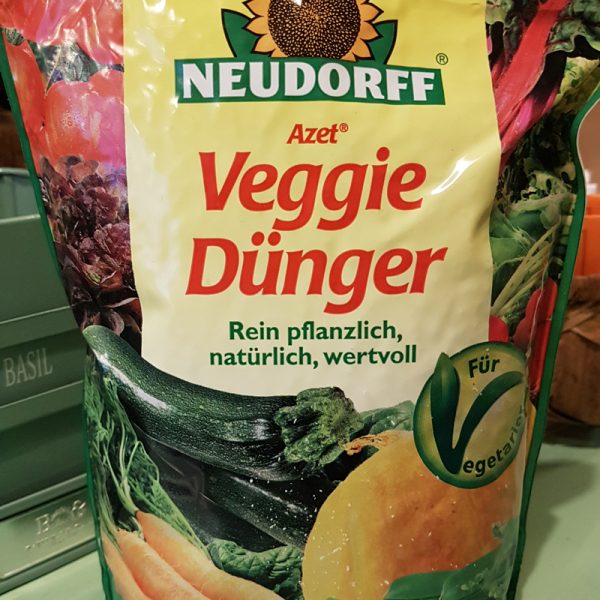 NEUDORFF®
Azet®
Veggie
Dünger
Rein pflanzlich,
natürlich, wertvoll
Für
Vegetarier
BASIL